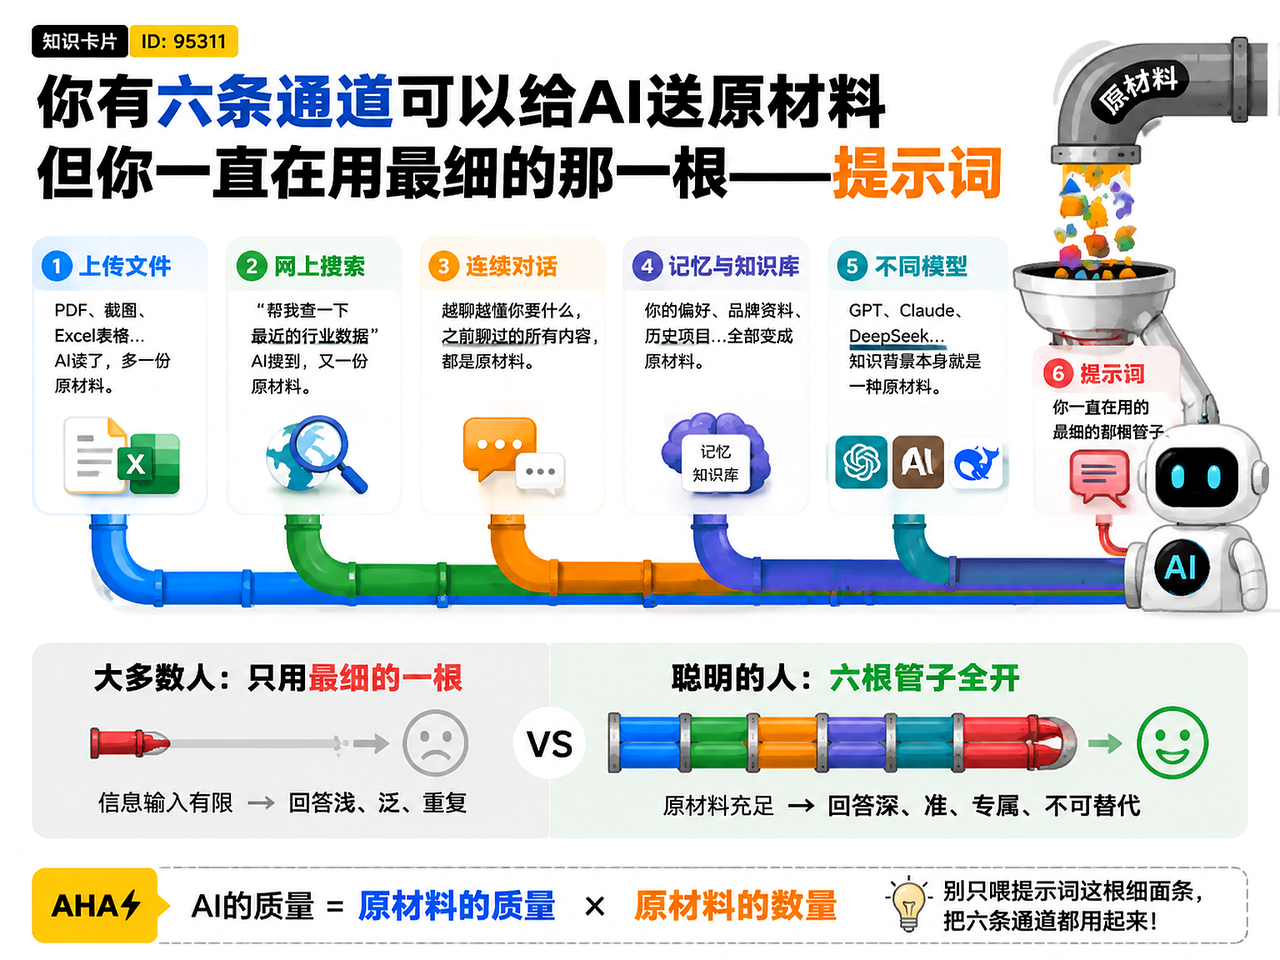 知识卡片
ID: 95311
你有六条通道可以给AI送原材料
但你一直在用最细的那一根——提示词
原材料
1 上传文件
PDF、截图、
Excel表格...
AI读了，多一份
原材料。
X
2 网上搜索
“帮我查一下
最近的行业数据”
AI搜到，又一份
原材料。
3 连续对话
越聊越懂你要什么，
之前聊过的所有内容，
都是原材料。
4 记忆与知识库
你的偏好、品牌资料、
历史项目...全部变成
原材料。
记忆
知识库
5 不同模型
GPT、Claude、
DeepSeek...
知识背景本身就是
一种原材料。
AI
6 提示词
你一直在用的
最细的都根管子
AI
大多数人：只用最细的一根
信息输入有限 → 回答浅、泛、重复
VS
聪明的人：六根管子全开
原材料充足 → 回答深、准、专属、不可替代
AHA
AI的质量 = 原材料的质量 × 原材料的数量
别只喂提示词这根细面条，
把六条通道都用起来！